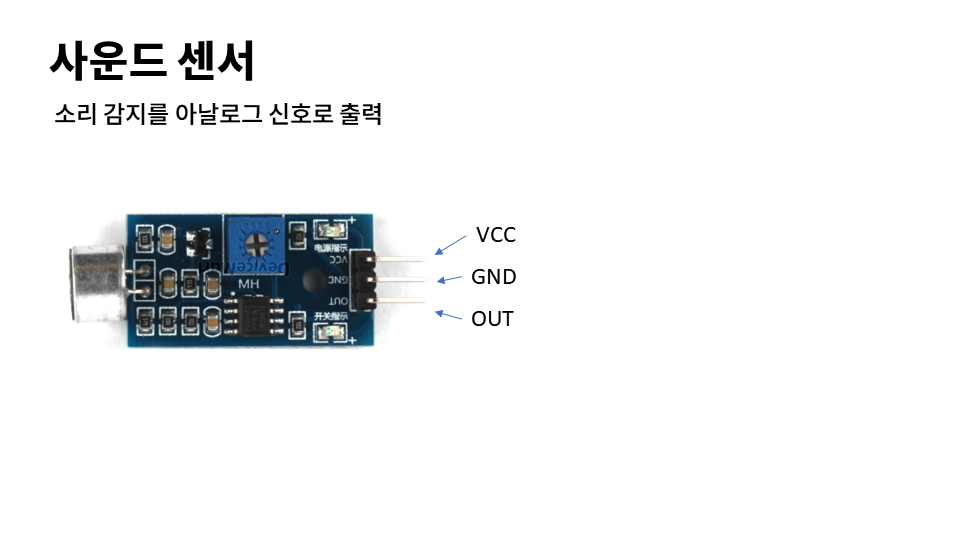 사운드 센서
소리 감지를 아날로그 신호로 출력
VCC
GND
OUT
电源指示
VCC
GND
OUT
MH
开关指示
+
+